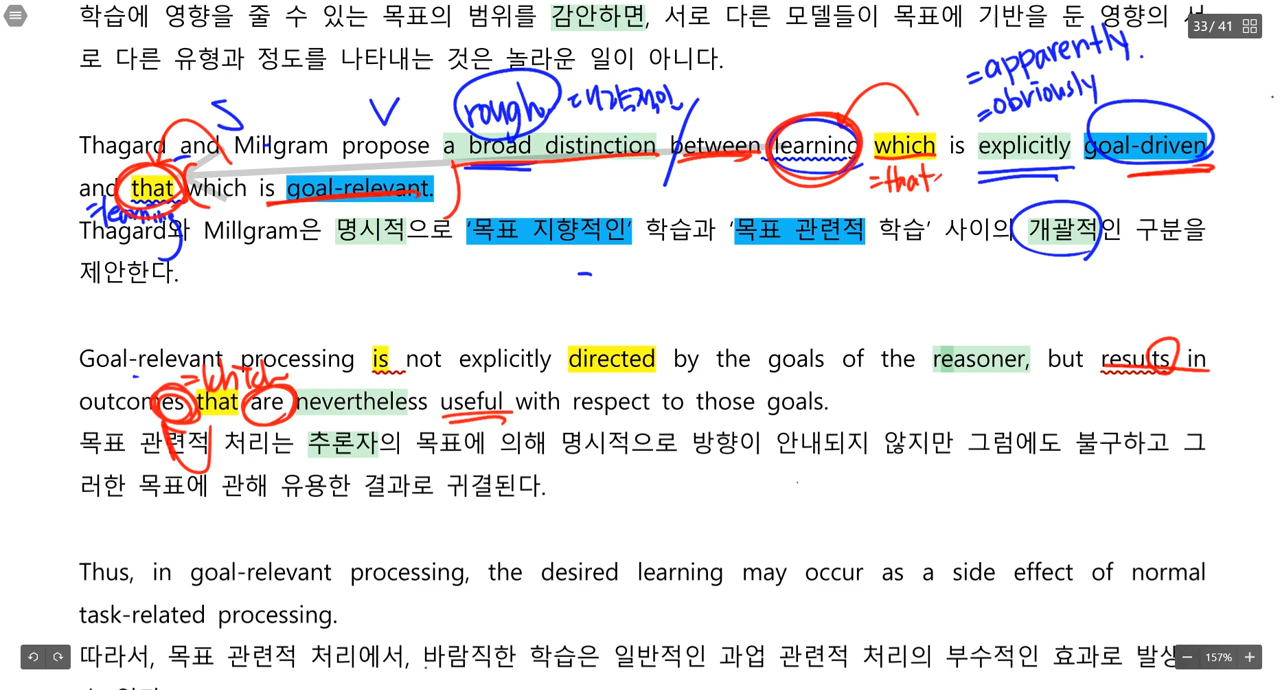 학습에 영향을 줄 수 있는 목표의 범위를 감안하면, 서로 다른 모델들이 목표에 기반을 둔 영향의 서
33 / 41
로 다른 유형과 정도를 나타내는 것은 놀라운 일이 아니다.
=apparently.
=obviously
S V rough =대략적인
Thagard and Millgram propose a broad distinction between learning which is explicitly goal-driven
and that which is goal-relevant.
=that
=learning
Thagard와 Millgram은 명시적으로 '목표 지향적인' 학습과 '목표 관련적 학습' 사이의 개괄적인 구분을
제안한다.
Goal-relevant processing is not explicitly directed by the goals of the reasoner, but results in
=which
outcomes that are nevertheless useful with respect to those goals.
목표 관련적 처리는 추론자의 목표에 의해 명시적으로 방향이 안내되지 않지만 그럼에도 불구하고 그
러한 목표에 관해 유용한 결과로 귀결된다.
Thus, in goal-relevant processing, the desired learning may occur as a side effect of normal
task-related processing.
따라서, 목표 관련적 처리에서, 바람직한 학습은 일반적인 과업 관련적 처리의 부수적인 효과로 발생
157%